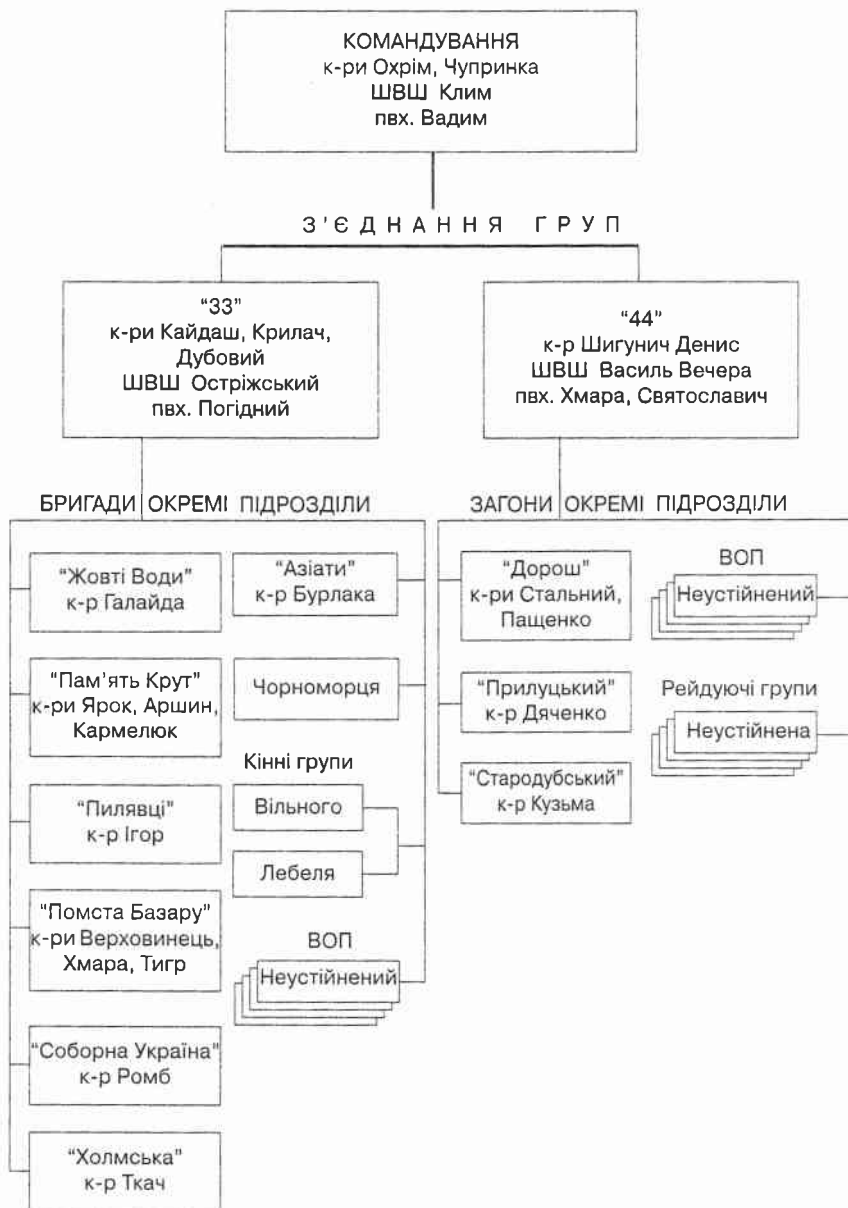 КОМАНДУВАННЯ
к-ри Охрім, Чупринка
ШВШ Клим
пвх. Вадим
З'ЄДНАННЯ ГРУП
"33"
к-ри Кайдаш, Крилач,
Дубовий
ШВШ Остріжський
пвх. Погідний
"44"
к-р Шигунич Денис
ШВШ Василь Вечера
пвх. Хмара, Святославич
БРИГАДИ ОКРЕМІ ПІДРОЗДІЛИ
"Жовті Води"
к-р Галайда
"Пам'ять Крут"
к-ри Ярок, Аршин,
Кармелюк
"Пилявці"
к-р Ігор
"Помста Базару"
к-ри Верховинець,
Хмара, Тигр
"Соборна Україна"
к-р Ромб
"Холмська"
к-р Ткач
"Азіати"
к-р Бурлака
Чорноморця
Кінні групи
Вільного
Лебеля
ВОП
Неустійнений
ЗАГОНИ ОКРЕМІ ПІДРОЗДІЛИ
"Дорош"
к-ри Стальний,
Пащенко
"Прилуцький"
к-р Дяченко
"Стародубський"
к-р Кузьма
ВОП
Неустійнений
Рейдуючі групи
Неустійнена